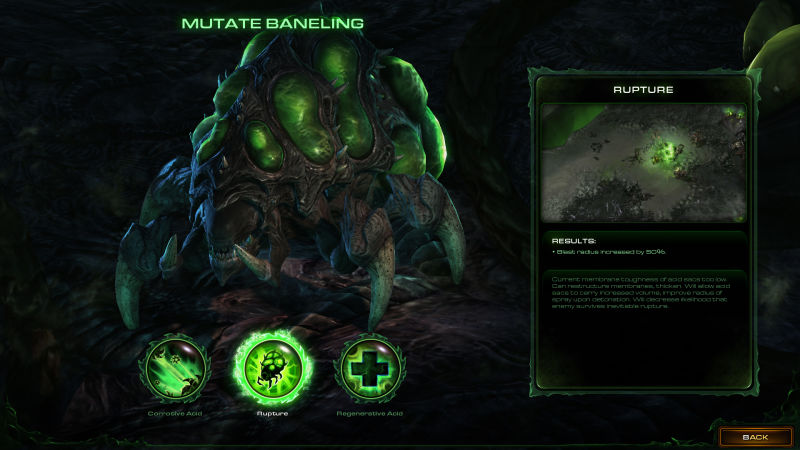 MUTATE BANELING
RUPTURE
RESULTS:
• Blast radius increased by 50%.
Current membrane toughness of acid sacs too low.
Can restructure membranes, thicken. Will allow acid
sacs to carry increased volume, improve radius of
spray upon detonation. Will decrease likelihood that
enemy survives inevitable rupture.
Corrosive Acid
Rupture
Regenerative Acid
BACK